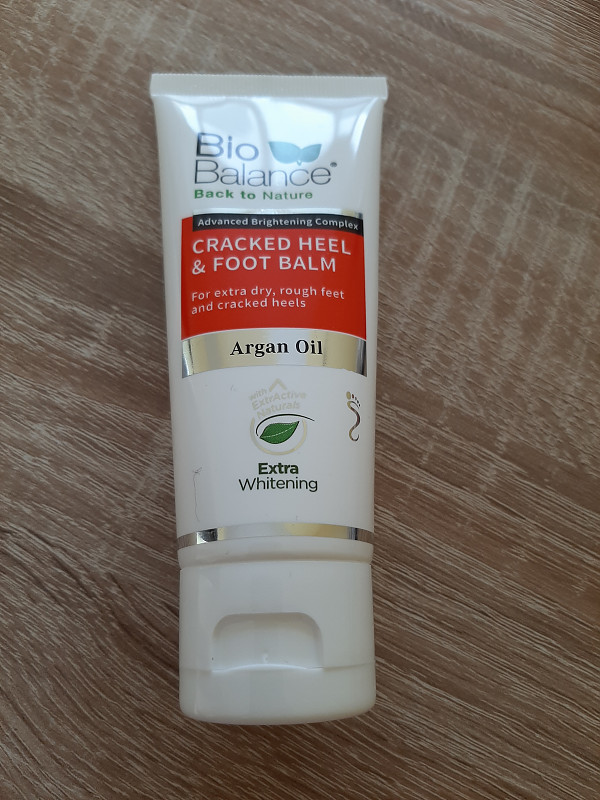 Bio
Balance®
Back to Nature
Advanced Brightening Complex
CRACKED HEEL
& FOOT BALM
For extra dry, rough feet
and cracked heels
Argan Oil
with
ExtrActive
Naturals
Extra
Whitening